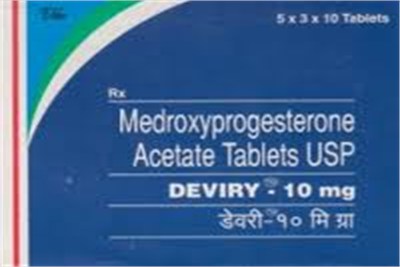 5 x 3 x 10 Tablets
Rx
Medroxyprogesterone
Acetate Tablets USP
DEVIRY - 10 mg
डेवरी-१० मि ग्रा